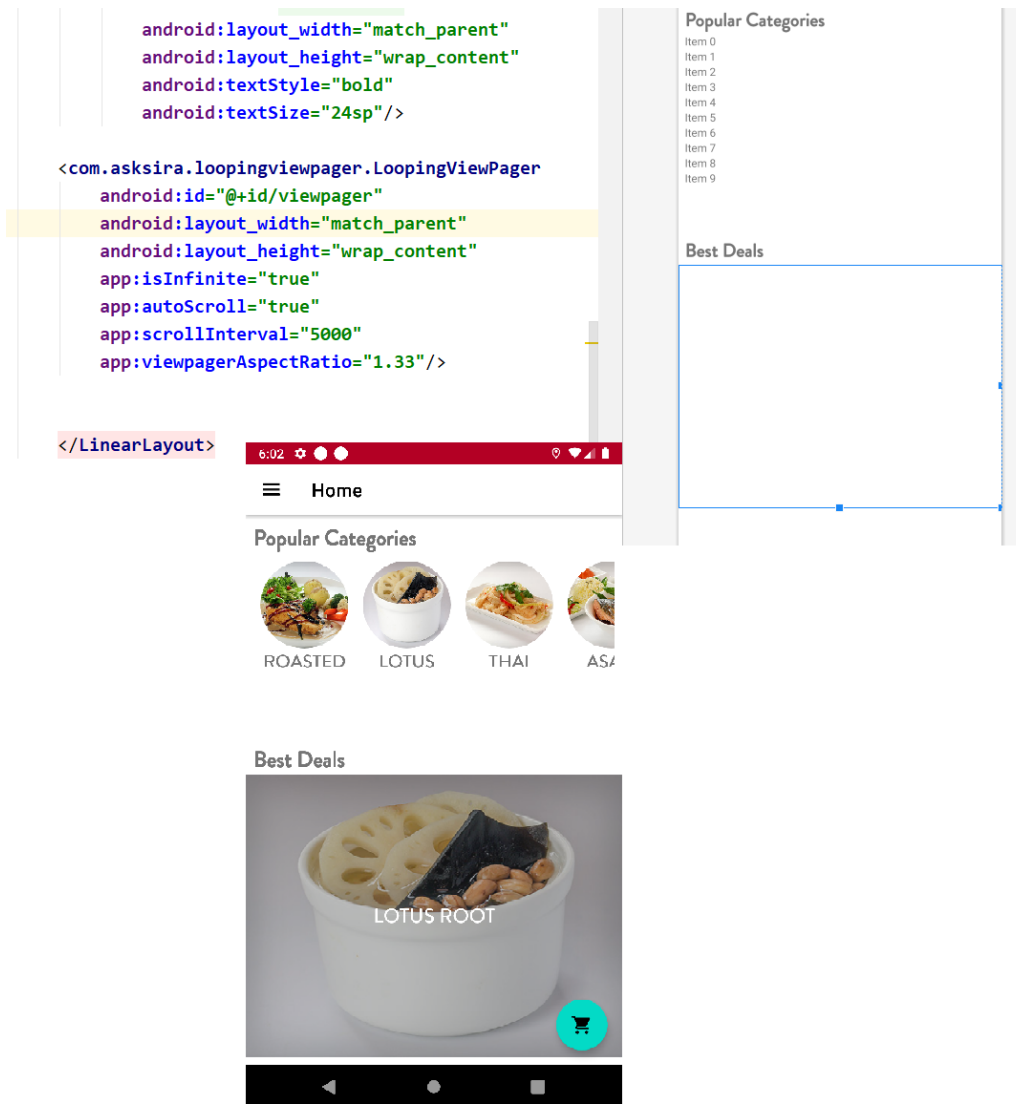 android:layout_width="match_parent"
android:layout_height="wrap_content"
android:textStyle="bold"
android:textSize="24sp"/>
<com.asksira.loopingviewpager.LoopingViewPager
android:id="@+id/viewpager"
android:layout_width="match_parent"
android:layout_height="wrap_content"
app:isInfinite="true"
app:autoScroll="true"
app:scrollInterval="5000"
app:viewpagerAspectRatio="1.33"/>
</LinearLayout>
Popular Categories
Item 0
Item 1
Item 2
Item 3
Item 4
Item 5
Item 6
Item 7
Item 8
Item 9
Best Deals
6:02
Home
Popular Categories
ROASTED LOTUS THAI ASA
Best Deals
LOTUS ROOT